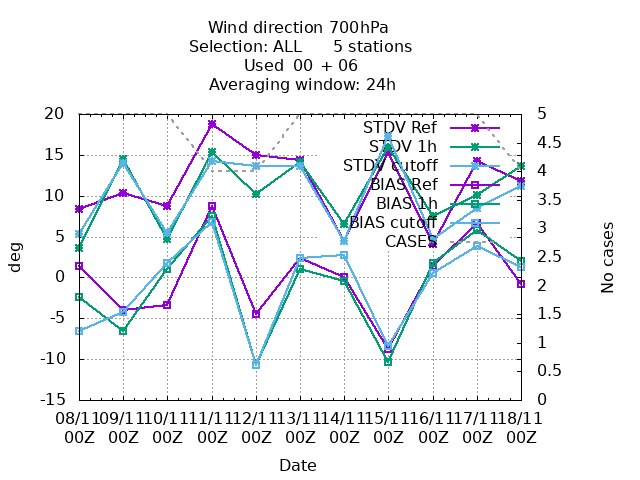 Wind direction 700hPa
Selection: ALL 5 stations
Used 00 + 06
Averaging window: 24h
20
15
10
5
0
-5
-10
-15
deg
5
4.5
4
3.5
3
2.5
2
1.5
1
0.5
0
No cases
STDV Ref
STDV 1h
STDV cutoff
BIAS Ref
BIAS 1h
BIAS cutoff
CASES
08/11 09/11 10/11 11/11 12/11 13/11 14/11 15/11 16/11 17/11 18/11
00Z 00Z 00Z 00Z 00Z 00Z 00Z 00Z 00Z 00Z 00Z
Date